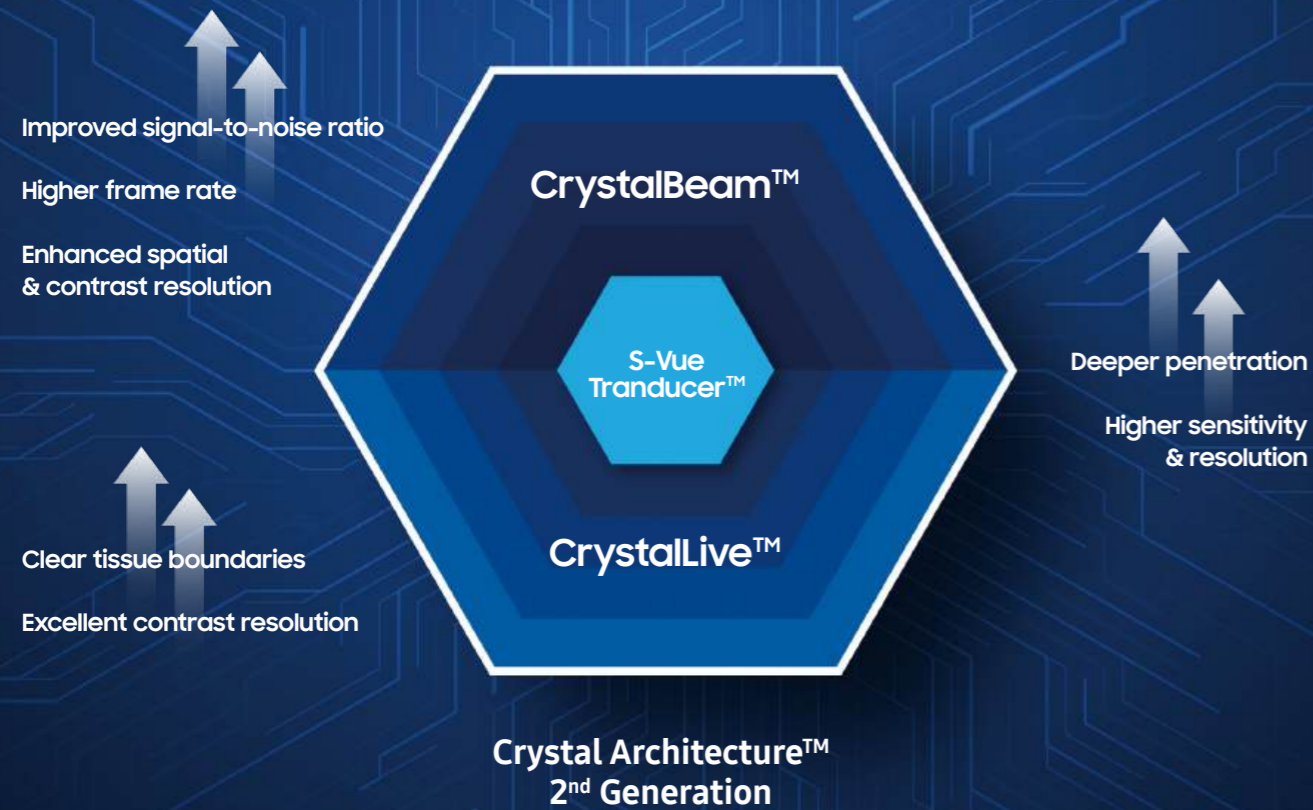 Improved signal-to-noise ratio
Higher frame rate
Enhanced spatial
& contrast resolution
Clear tissue boundaries
Excellent contrast resolution
CrystalBeam™
S-Vue
Tranducer™
CrystalLive™
Deeper penetration
Higher sensitivity
& resolution
Crystal Architecture™
2nd Generation